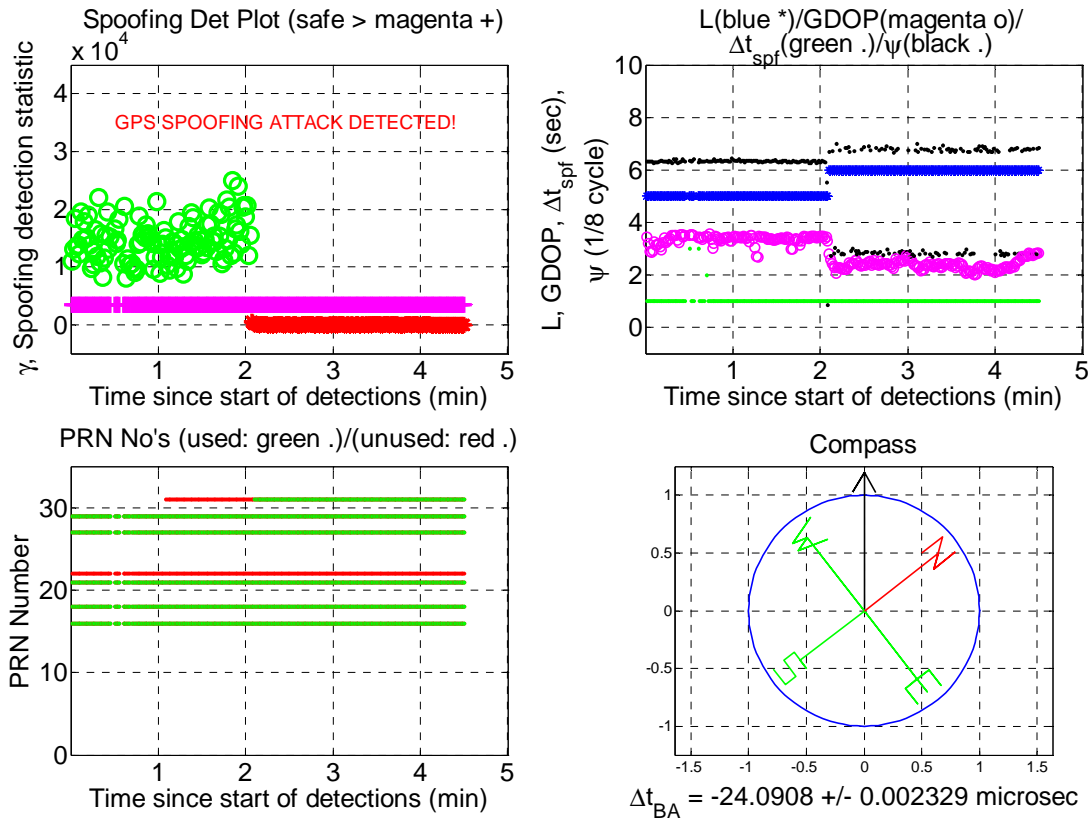 Spoofing Det Plot (safe > magenta +)
x 10^4
GPS SPOOFING ATTACK DETECTED!
4
3
2
1
0
γ, Spoofing detection statistic
1 2 3 4 5
Time since start of detections (min)
L(blue *)/GDOP(magenta o)/
Δt_spf(green .)/ψ(black .)
10
8
6
4
2
0
L, GDOP, Δt_spf (sec),
ψ (1/8 cycle)
1 2 3 4 5
Time since start of detections (min)
PRN No's (used: green .)/(unused: red .)
30
20
10
0
PRN Number
1 2 3 4 5
Time since start of detections (min)
Compass
1
0.5
0
-0.5
-1
N
W
S
E
-1.5 -1 -0.5 0 0.5 1 1.5
Δt_BA = -24.0908 +/- 0.002329 microsec